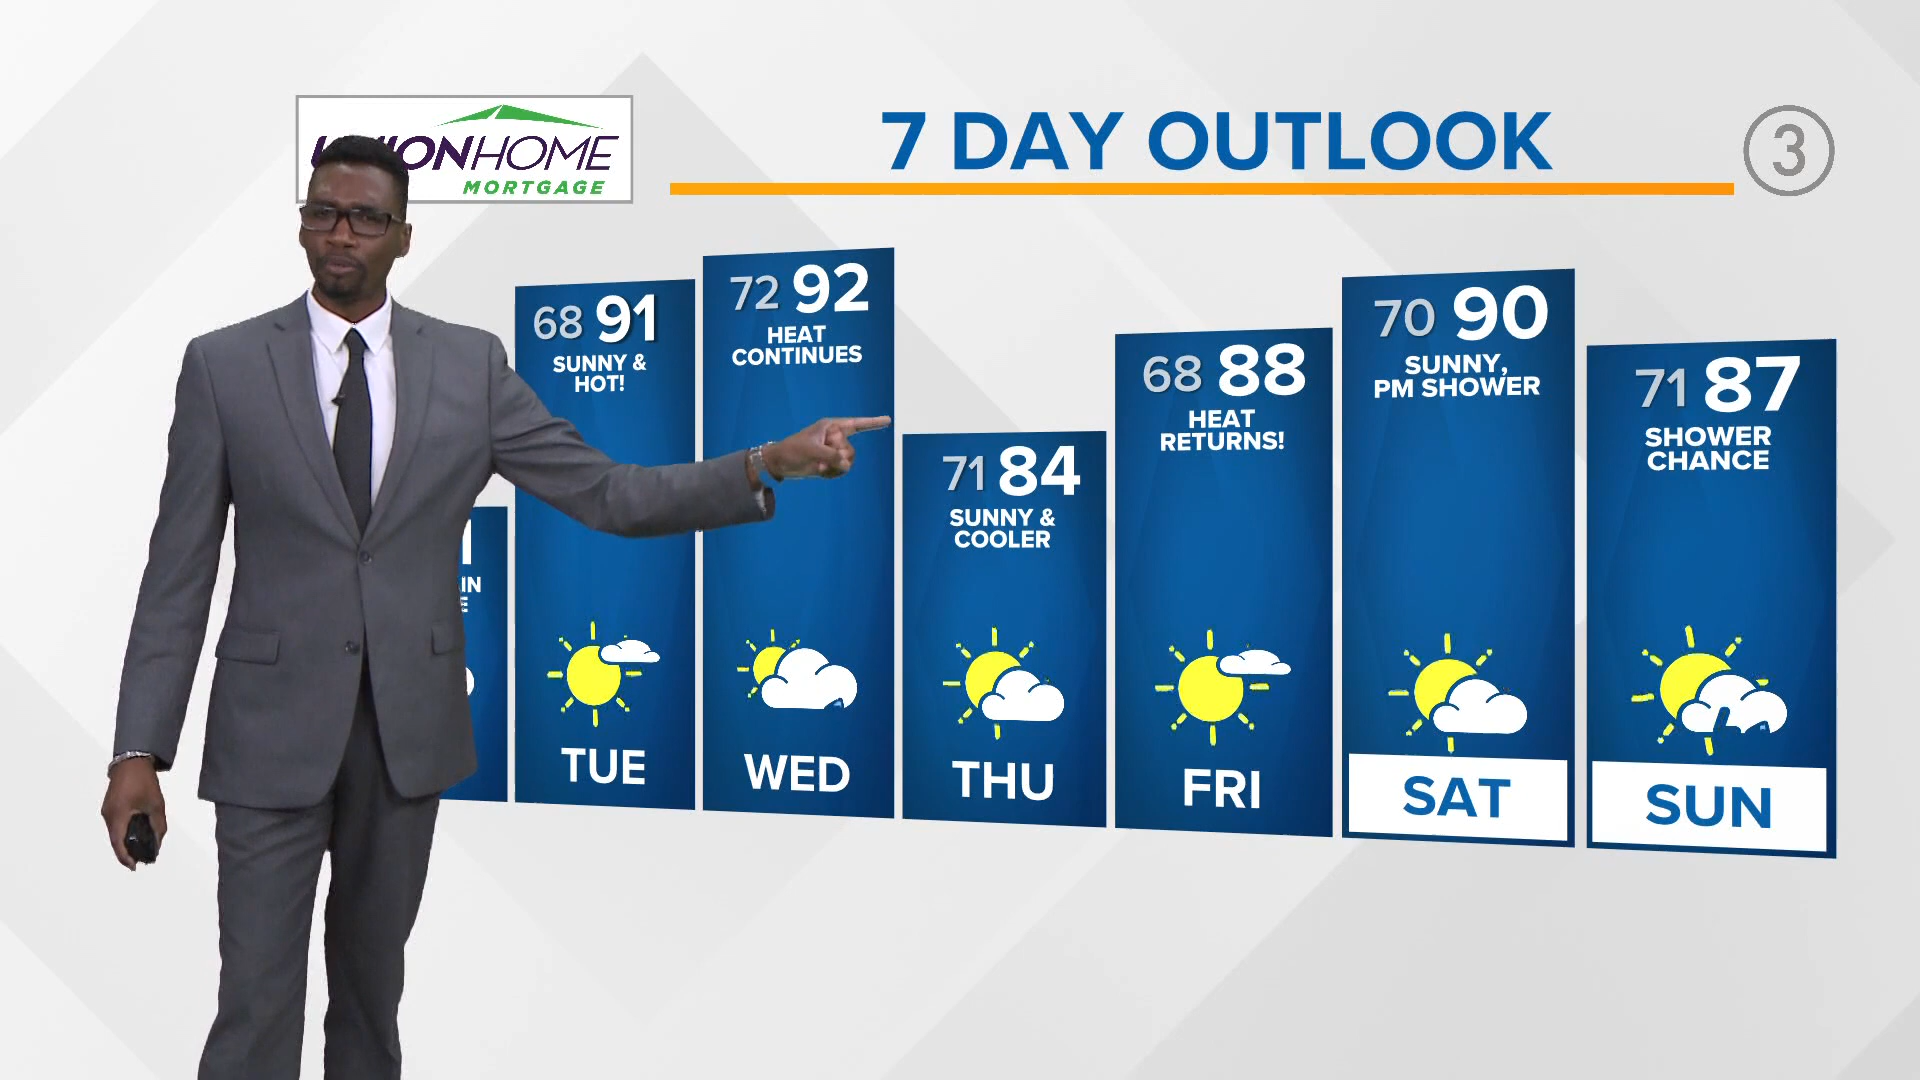 HOME
MORTGAGE
7 DAY OUTLOOK
3
68 91
SUNNY &
HOT!
TUE
72 92
HEAT
CONTINUES
WED
71 84
SUNNY &
COOLER
THU
68 88
HEAT
RETURNS!
FRI
70 90
SUNNY,
PM SHOWER
SAT
71 87
SHOWER
CHANCE
SUN